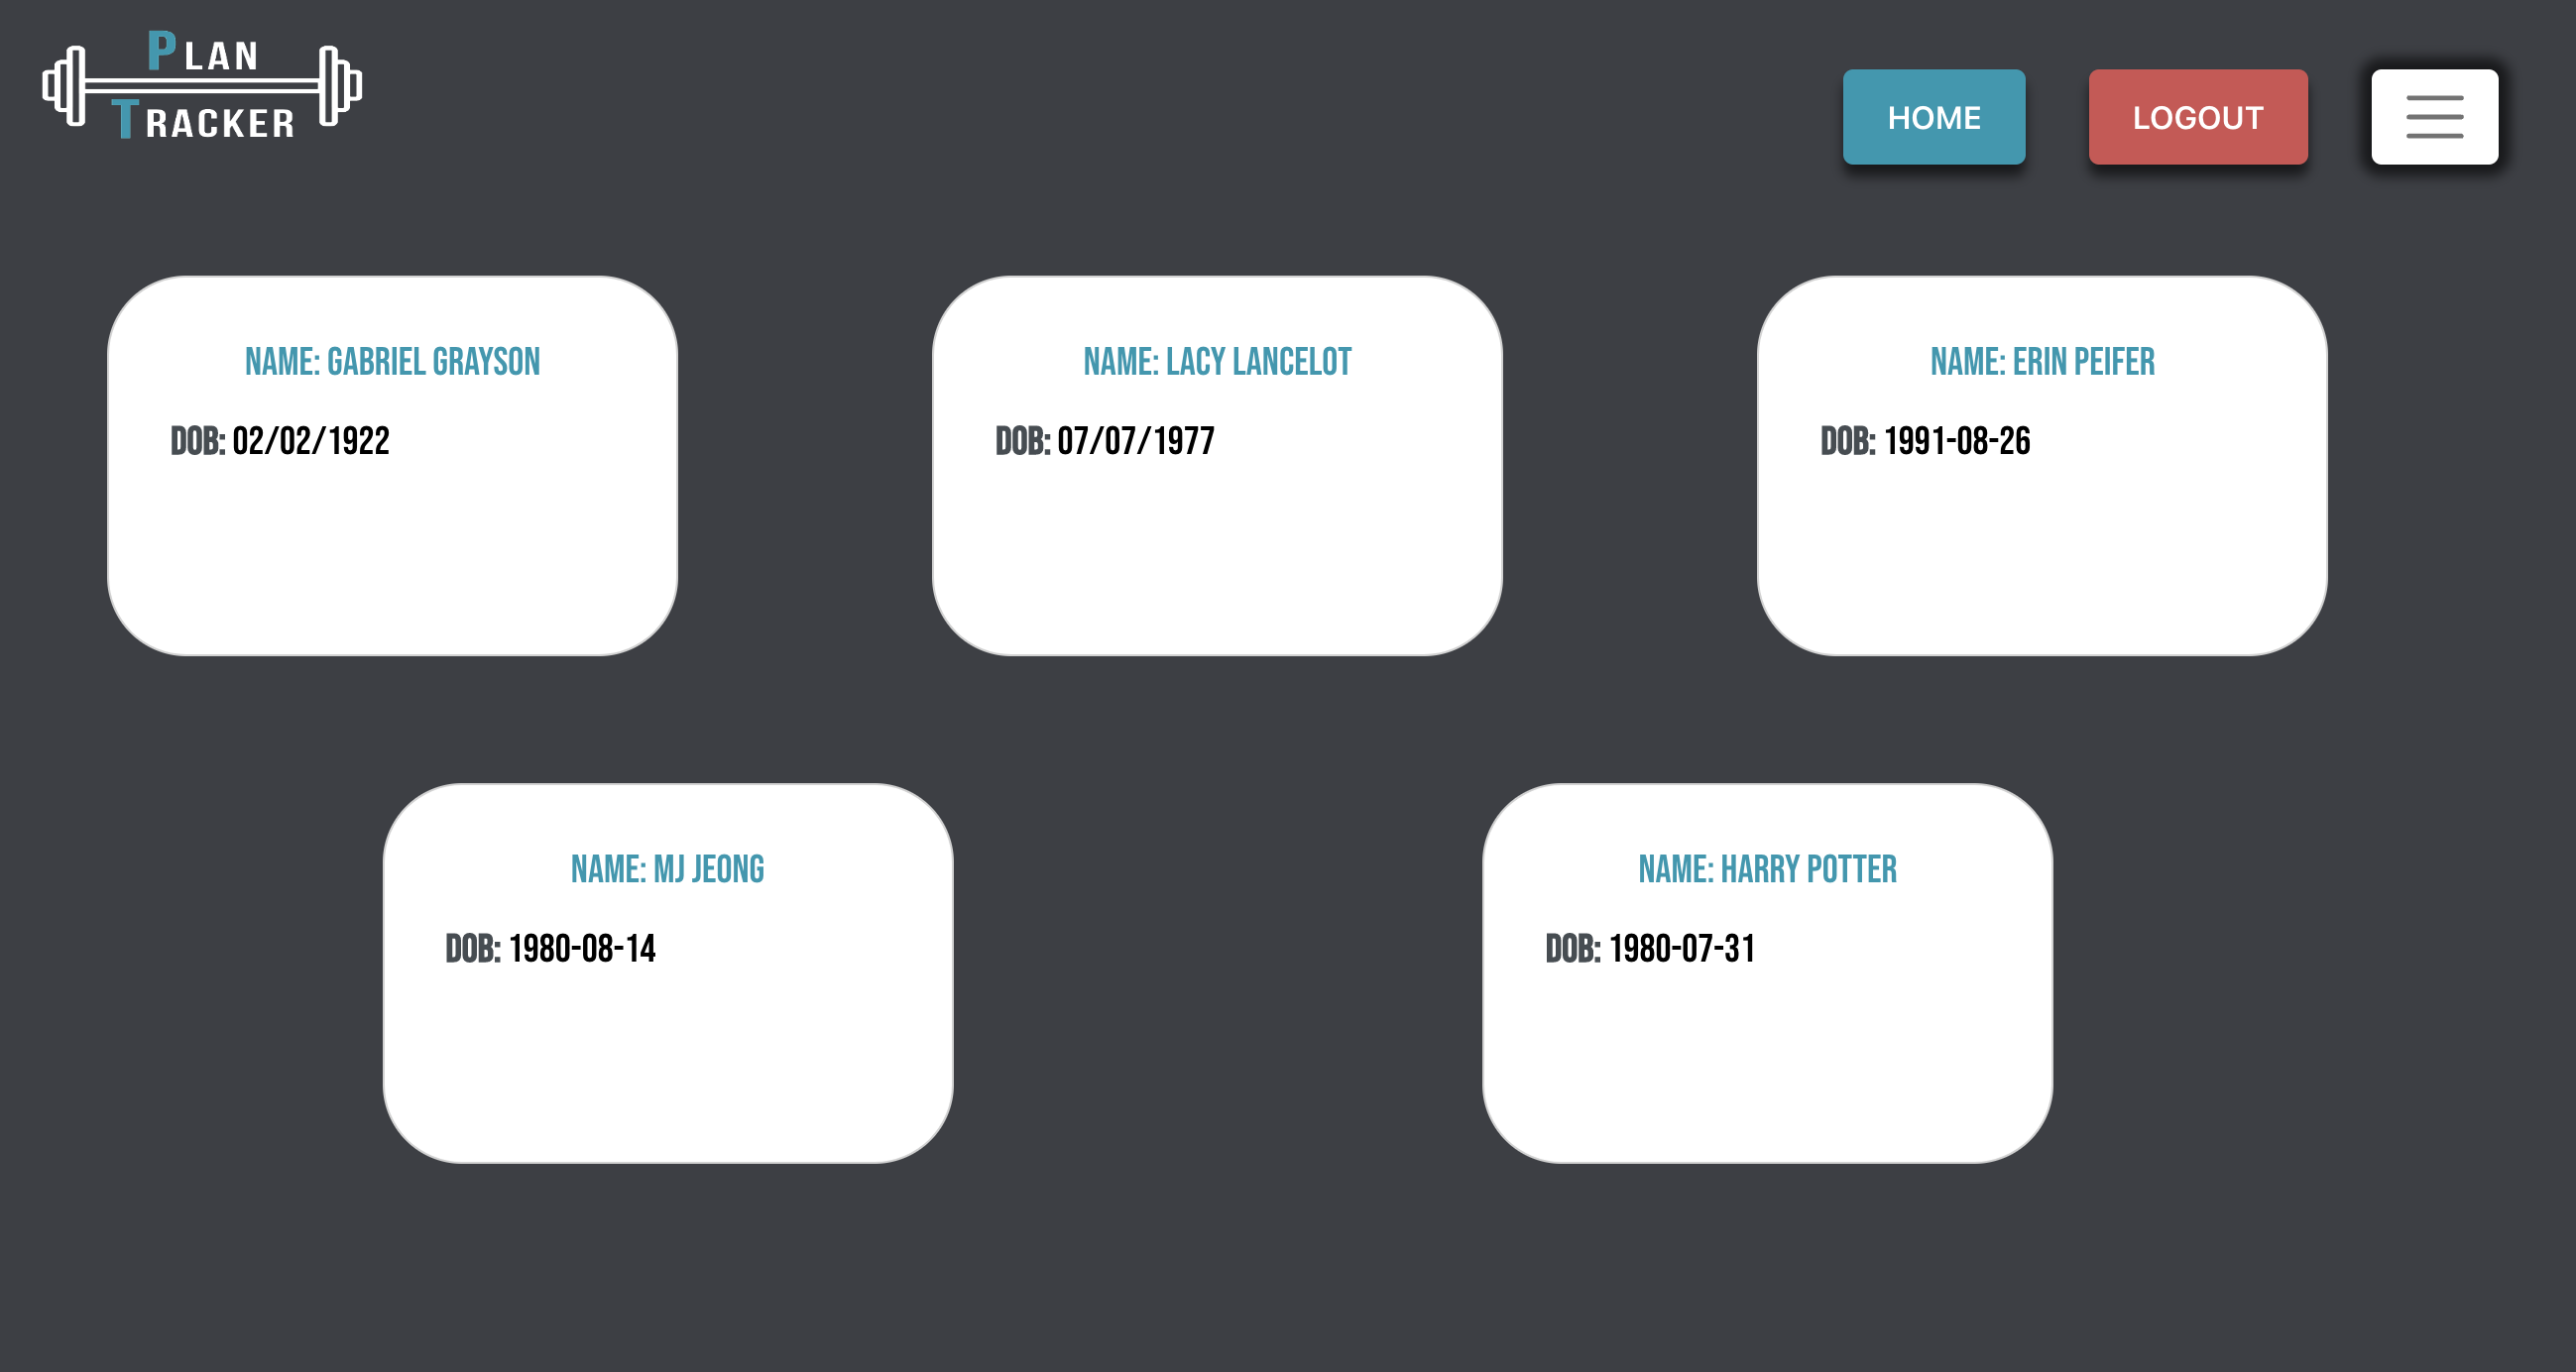 PLAN
TRACKER
HOME
LOGOUT
NAME: GABRIEL GRAYSON
DOB: 02/02/1922
NAME: LACY LANCELOT
DOB: 07/07/1977
NAME: ERIN PEIFER
DOB: 1991-08-26
NAME: MJ JEONG
DOB: 1980-08-14
NAME: HARRY POTTER
DOB: 1980-07-31